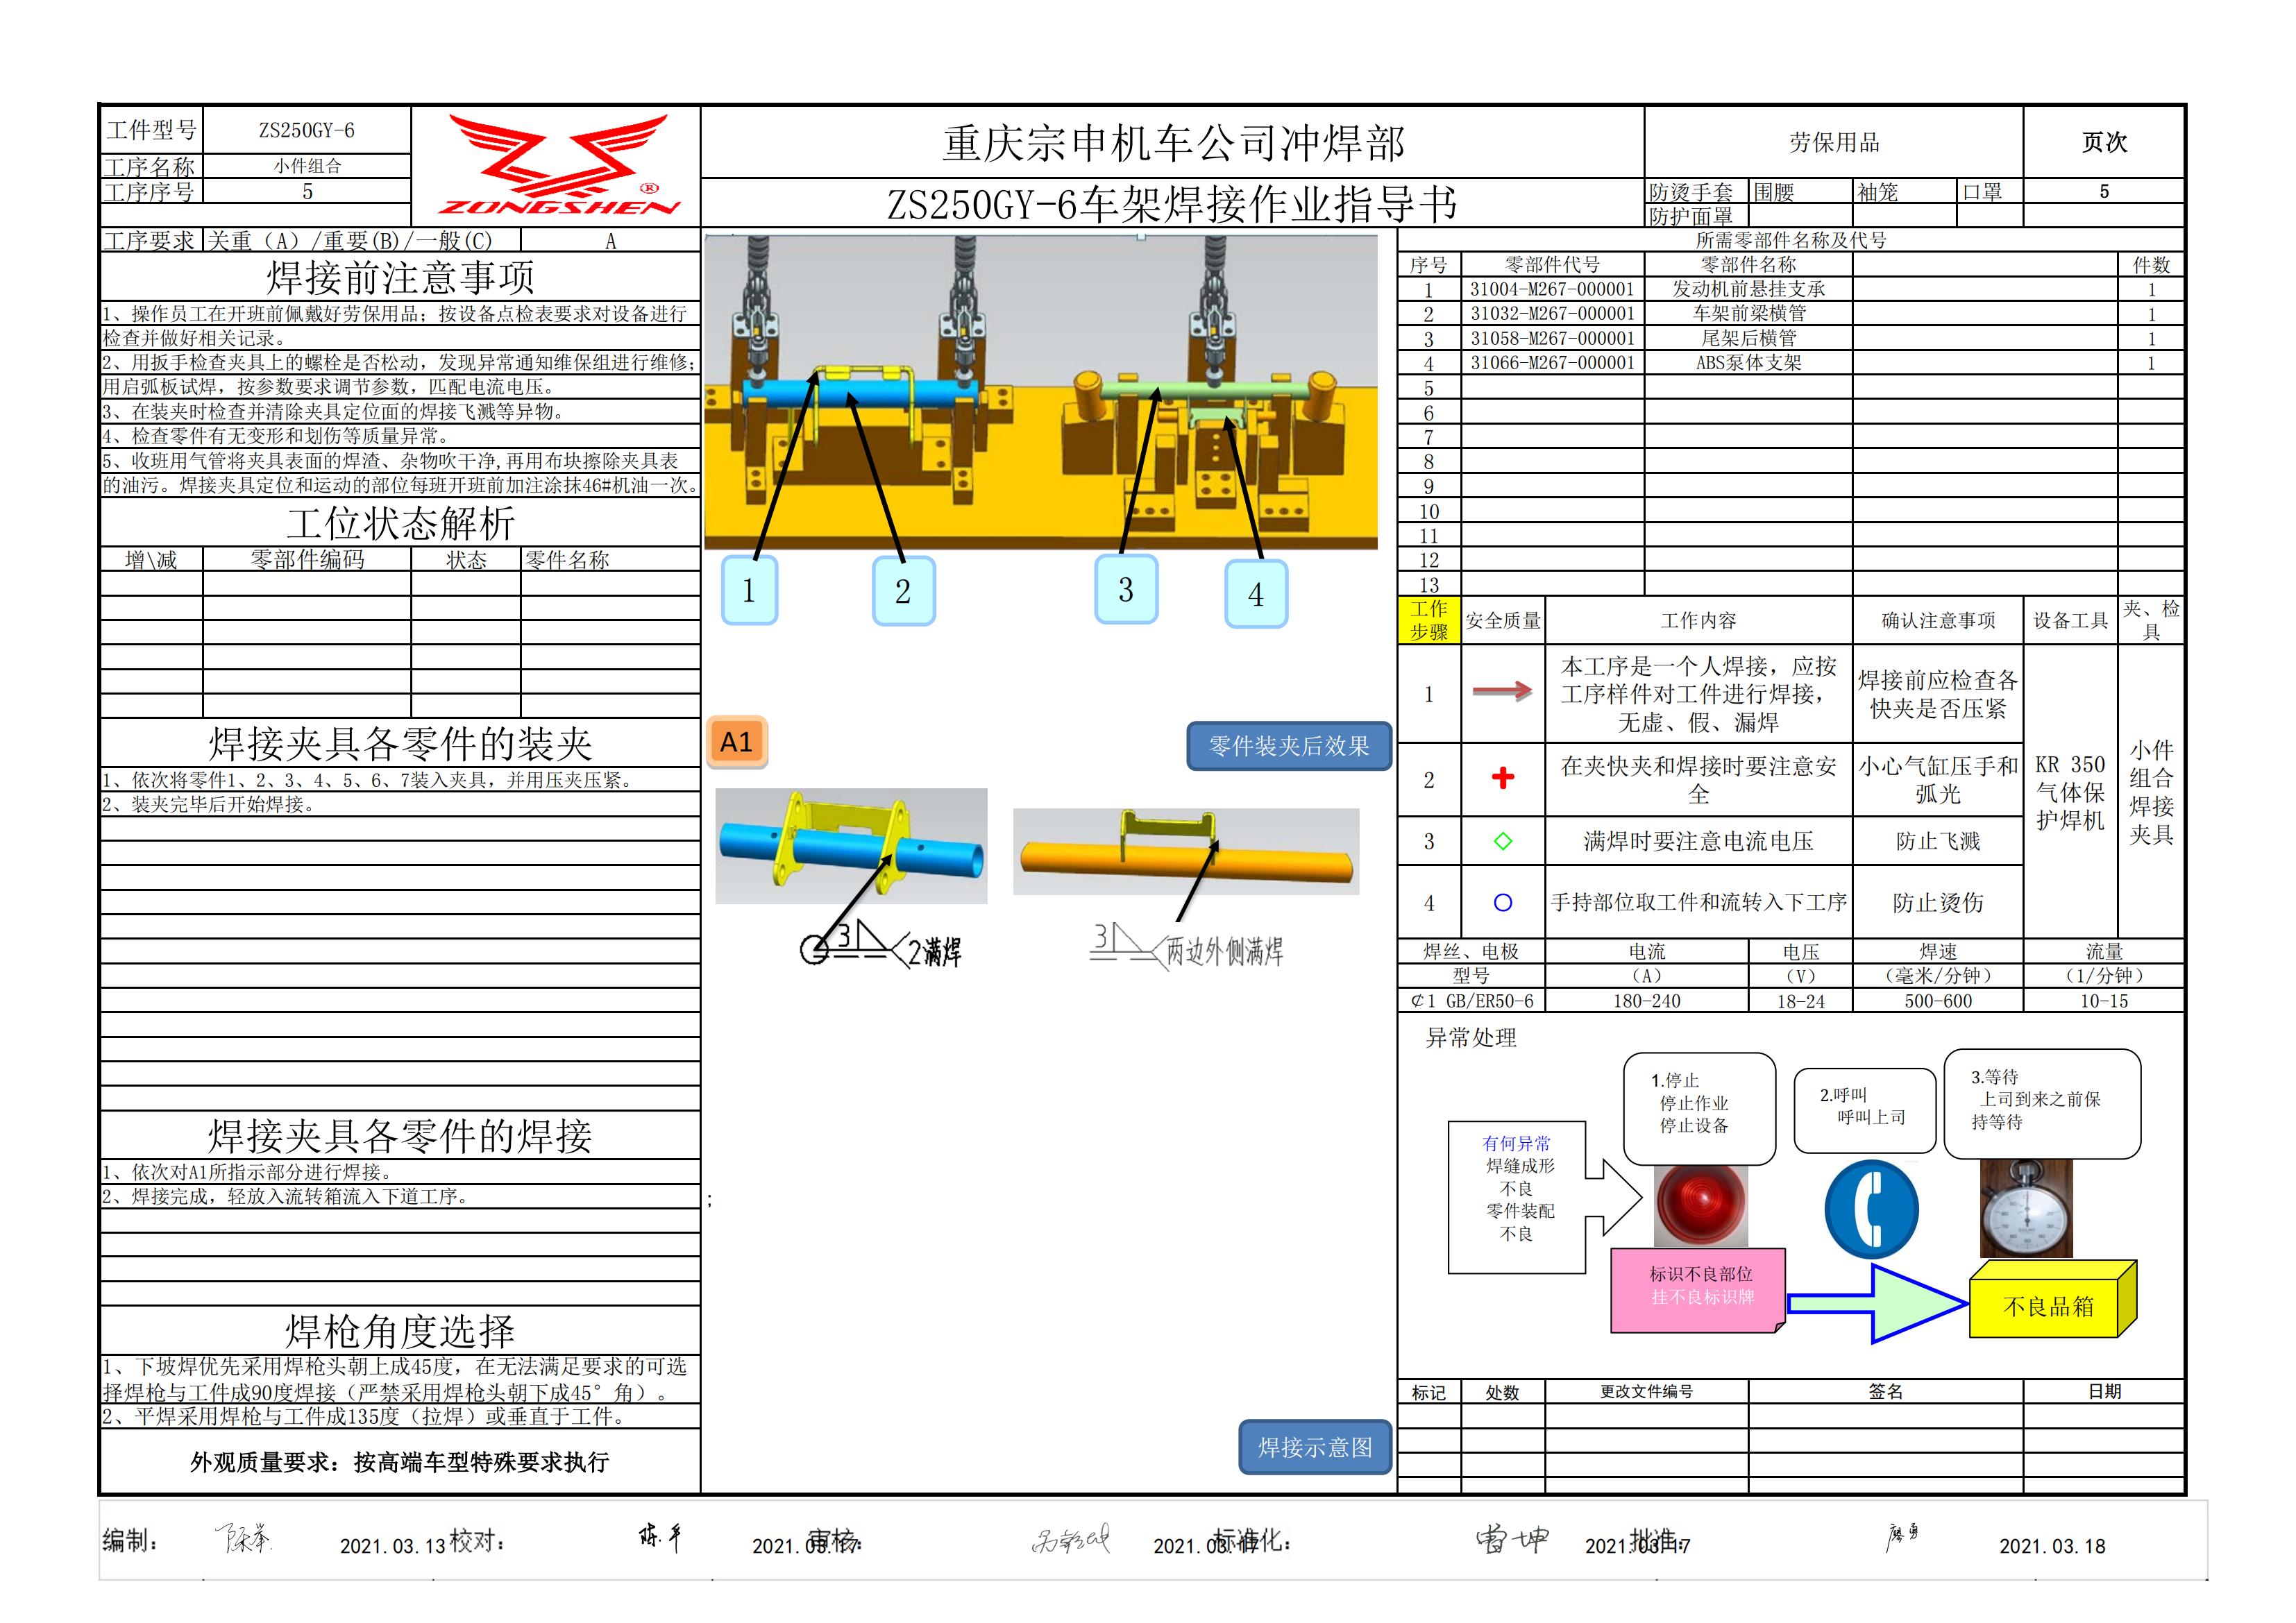 工件型号 ZS250GY-6
工序名称 小件组合
工序序号 5
ZONGSHEN ®
重庆宗申机车公司冲焊部
ZS250GY-6车架焊接作业指导书
劳保用品 页次
防烫手套 围腰 袖笼 口罩 5
防护面罩
工序要求 关重（A）/重要(B)/一般(C) A
焊接前注意事项
1、操作员工在开班前佩戴好劳保用品；按设备点检表要求对设备进行
检查并做好相关记录。
2、用扳手检查夹具上的螺栓是否松动，发现异常通知维保组进行维修；
用启弧板试焊，按参数要求调节参数，匹配电流电压。
3、在装夹时检查并清除夹具定位面的焊接飞溅等异物。
4、检查零件有无变形和划伤等质量异常。
5、收班用气管将夹具表面的焊渣、杂物吹干净,再用布块擦除夹具表
的油污。焊接夹具定位和运动的部位每班开班前加注涂抹46#机油一次。
工位状态解析
增\减 零部件编码 状态 零件名称
焊接夹具各零件的装夹
1、依次将零件1、2、3、4、5、6、7装入夹具，并用压夹压紧。
2、装夹完毕后开始焊接。
焊接夹具各零件的焊接
1、依次对A1所指示部分进行焊接。
2、焊接完成，轻放入流转箱流入下道工序。
焊枪角度选择
1、下坡焊优先采用焊枪头朝上成45度，在无法满足要求的可选
择焊枪与工件成90度焊接（严禁采用焊枪头朝下成45°角）。
2、平焊采用焊枪与工件成135度（拉焊）或垂直于工件。
外观质量要求：按高端车型特殊要求执行
1 2 3 4
A1 零件装夹后效果
3 2满焊
3 两边外侧满焊
;
焊接示意图
所需零部件名称及代号
序号 零部件代号 零部件名称 件数
1 31004-M267-000001 发动机前悬挂支承 1
2 31032-M267-000001 车架前梁横管 1
3 31058-M267-000001 尾架后横管 1
4 31066-M267-000001 ABS泵体支架 1
5
6
7
8
9
10
11
12
13
工作步骤 安全质量 工作内容 确认注意事项 设备工具 夹、检具
1 本工序是一个人焊接，应按
工序样件对工件进行焊接，
无虚、假、漏焊
焊接前应检查各
快夹是否压紧
2 在夹快夹和焊接时要注意安
全
小心气缸压手和
弧光
3 满焊时要注意电流电压 防止飞溅
4 手持部位取工件和流转入下工序 防止烫伤
KR 350
气体保
护焊机
小件
组合
焊接
夹具
焊丝、电极 电流 电压 焊速 流量
型号 （A） （V） （毫米/分钟） （1/分钟）
¢1 GB/ER50-6 180-240 18-24 500-600 10-15
异常处理
有何异常
焊缝成形
不良
零件装配
不良
1.停止
停止作业
停止设备
2.呼叫
呼叫上司
3.等待
上司到来之前保
持等待
标识不良部位
挂不良标识牌
不良品箱
标记 处数 更改文件编号 签名 日期
编制： 2021.03.13 校对： 2021.03.17 审核： 2021.03.17 标准化： 2021.03.17 批准： 2021.03.18